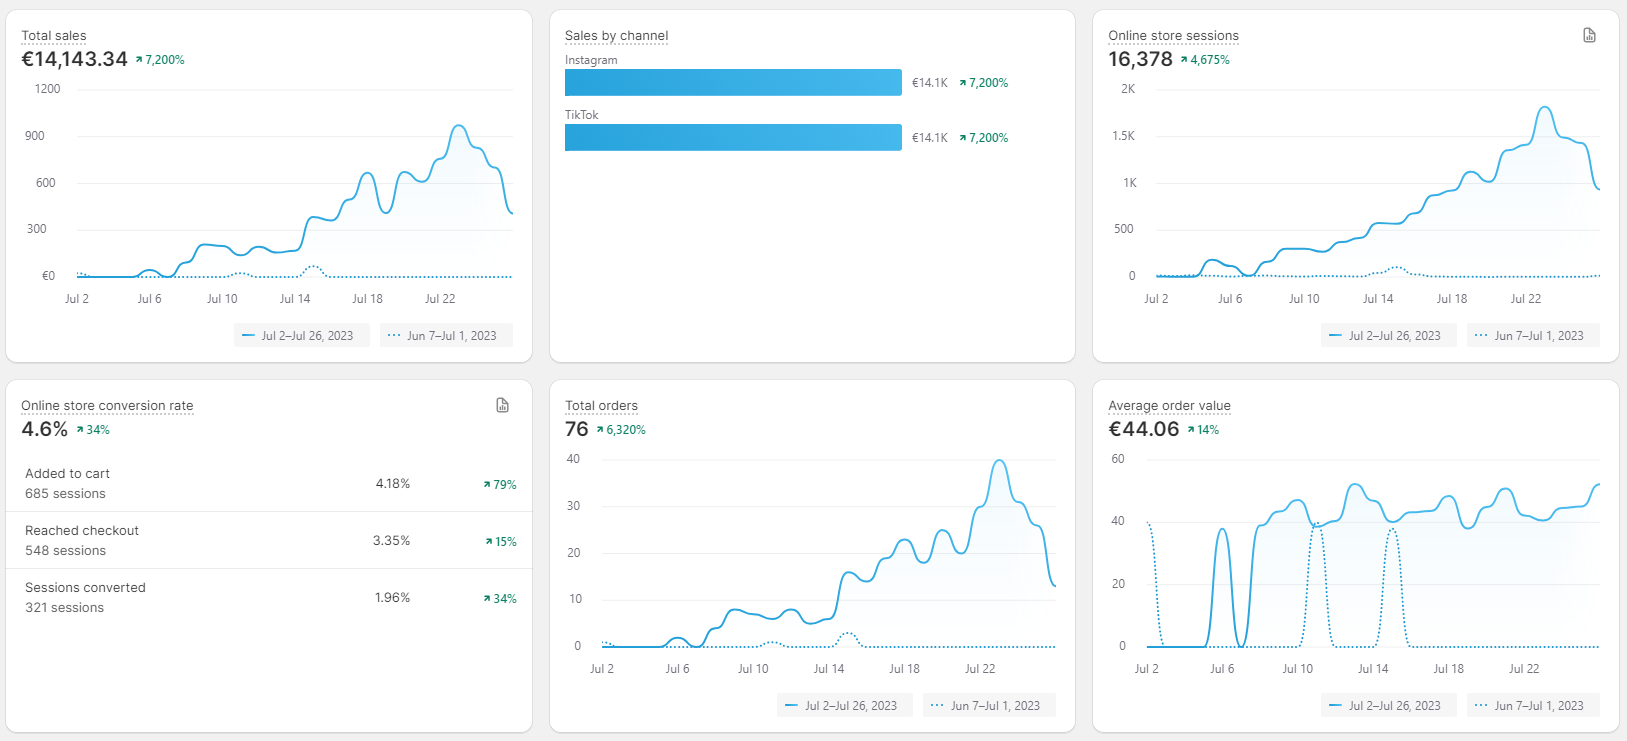 Total sales
€14,143.34 7,200%
1200
900
600
300
€0
Jul 2 Jul 6 Jul 10 Jul 14 Jul 18 Jul 22
Jul 2–Jul 26, 2023 Jun 7–Jul 1, 2023
Sales by channel
Instagram
€14.1K 7,200%
TikTok
€14.1K 7,200%
Online store sessions
16,378 4,675%
2K
1.5K
1K
500
0
Jul 2 Jul 6 Jul 10 Jul 14 Jul 18 Jul 22
Jul 2–Jul 26, 2023 Jun 7–Jul 1, 2023
Online store conversion rate
4.6% 34%
Added to cart
685 sessions
4.18% 79%
Reached checkout
548 sessions
3.35% 15%
Sessions converted
321 sessions
1.96% 34%
Total orders
76 6,320%
40
30
20
10
0
Jul 2 Jul 6 Jul 10 Jul 14 Jul 18 Jul 22
Jul 2–Jul 26, 2023 Jun 7–Jul 1, 2023
Average order value
€44.06 14%
60
40
20
0
Jul 2 Jul 6 Jul 10 Jul 14 Jul 18 Jul 22
Jul 2–Jul 26, 2023 Jun 7–Jul 1, 2023